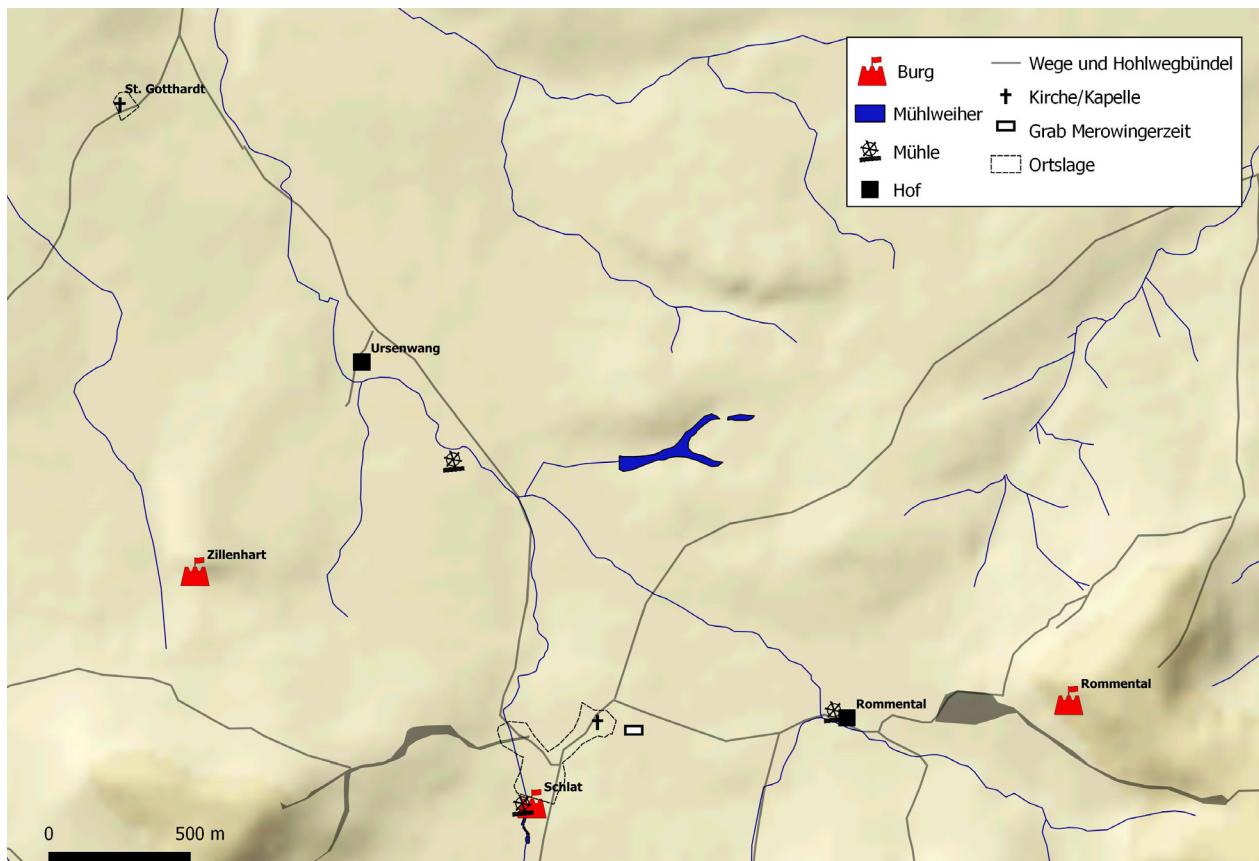 St. Gotthardt
Burg
Mühlweiher
Mühle
Hof
Wege und Hohlwegbündel
Kirche/Kapelle
Grab Merowingerzeit
Ortslage
Ursenwang
Zillenhart
Rommental
Rommental
Schlat
0 500 m